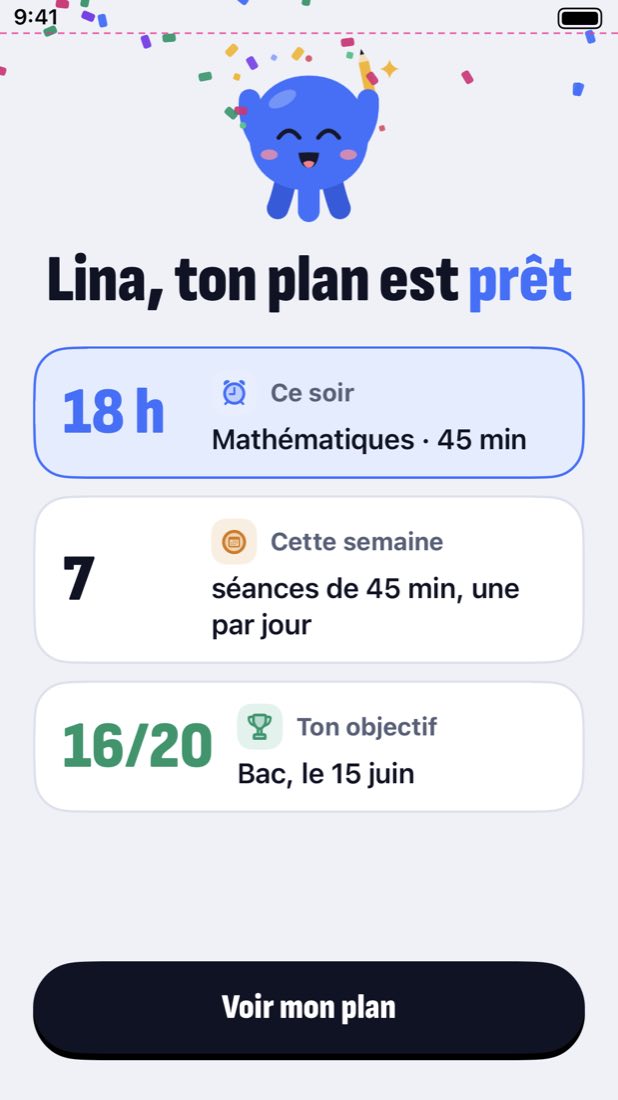 9:41
Lina, ton plan est prêt
18 h
Ce soir
Mathématiques · 45 min
7
Cette semaine
séances de 45 min, une
par jour
16/20
Ton objectif
Bac, le 15 juin
Voir mon plan